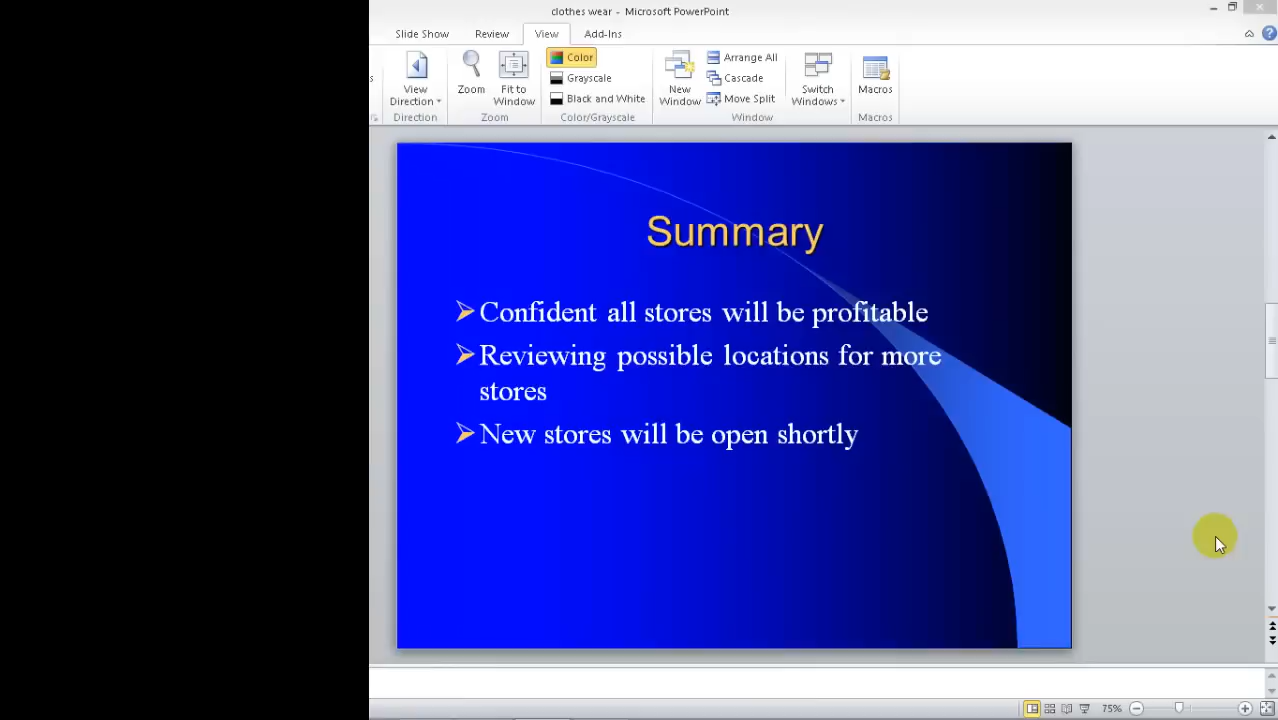 clothes wear - Microsoft PowerPoint
Slide Show Review View Add-Ins
View Direction
Zoom
Fit to Window
Color
Grayscale
Black and White
New Window
Arrange All
Cascade
Move Split
Switch Windows
Macros
Direction Zoom Color/Grayscale Window Macros
Summary
Confident all stores will be profitable
Reviewing possible locations for more
stores
New stores will be open shortly
75%